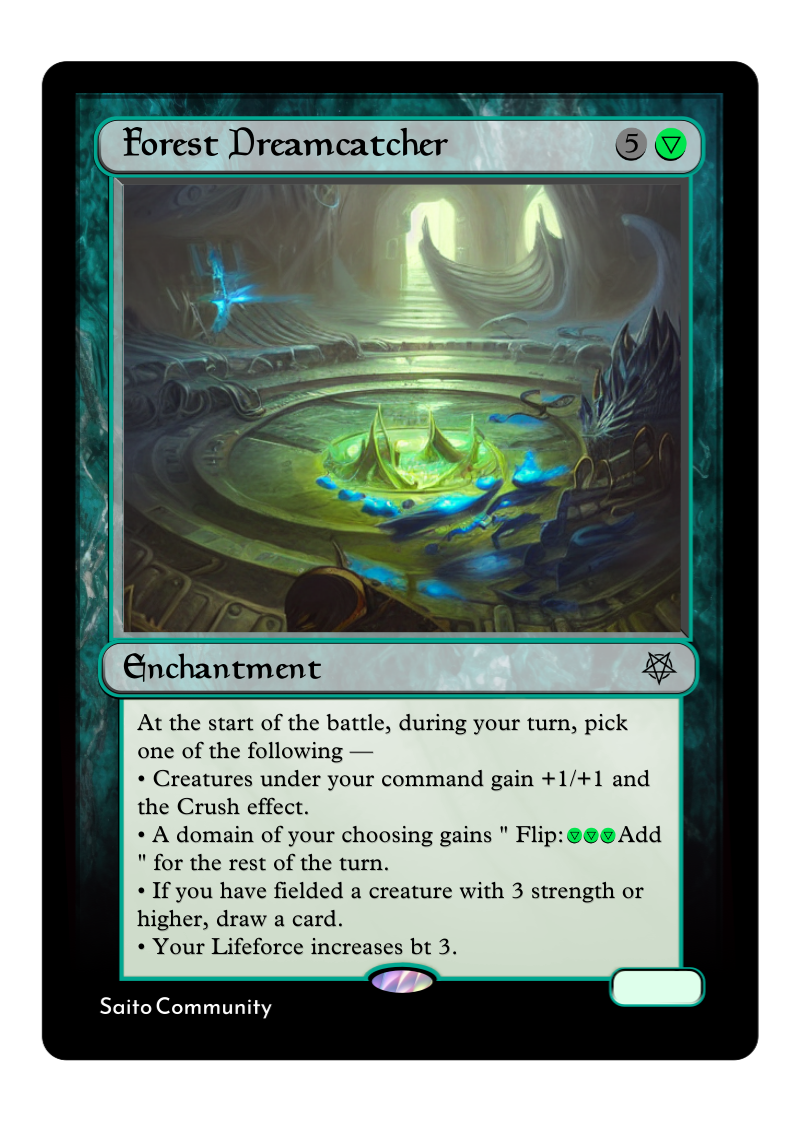 Forest Dreamcatcher 5
Enchantment
At the start of the battle, during your turn, pick
one of the following —
• Creatures under your command gain +1/+1 and
the Crush effect.
• A domain of your choosing gains " Flip: Add
" for the rest of the turn.
• If you have fielded a creature with 3 strength or
higher, draw a card.
• Your Lifeforce increases bt 3.
Saito Community